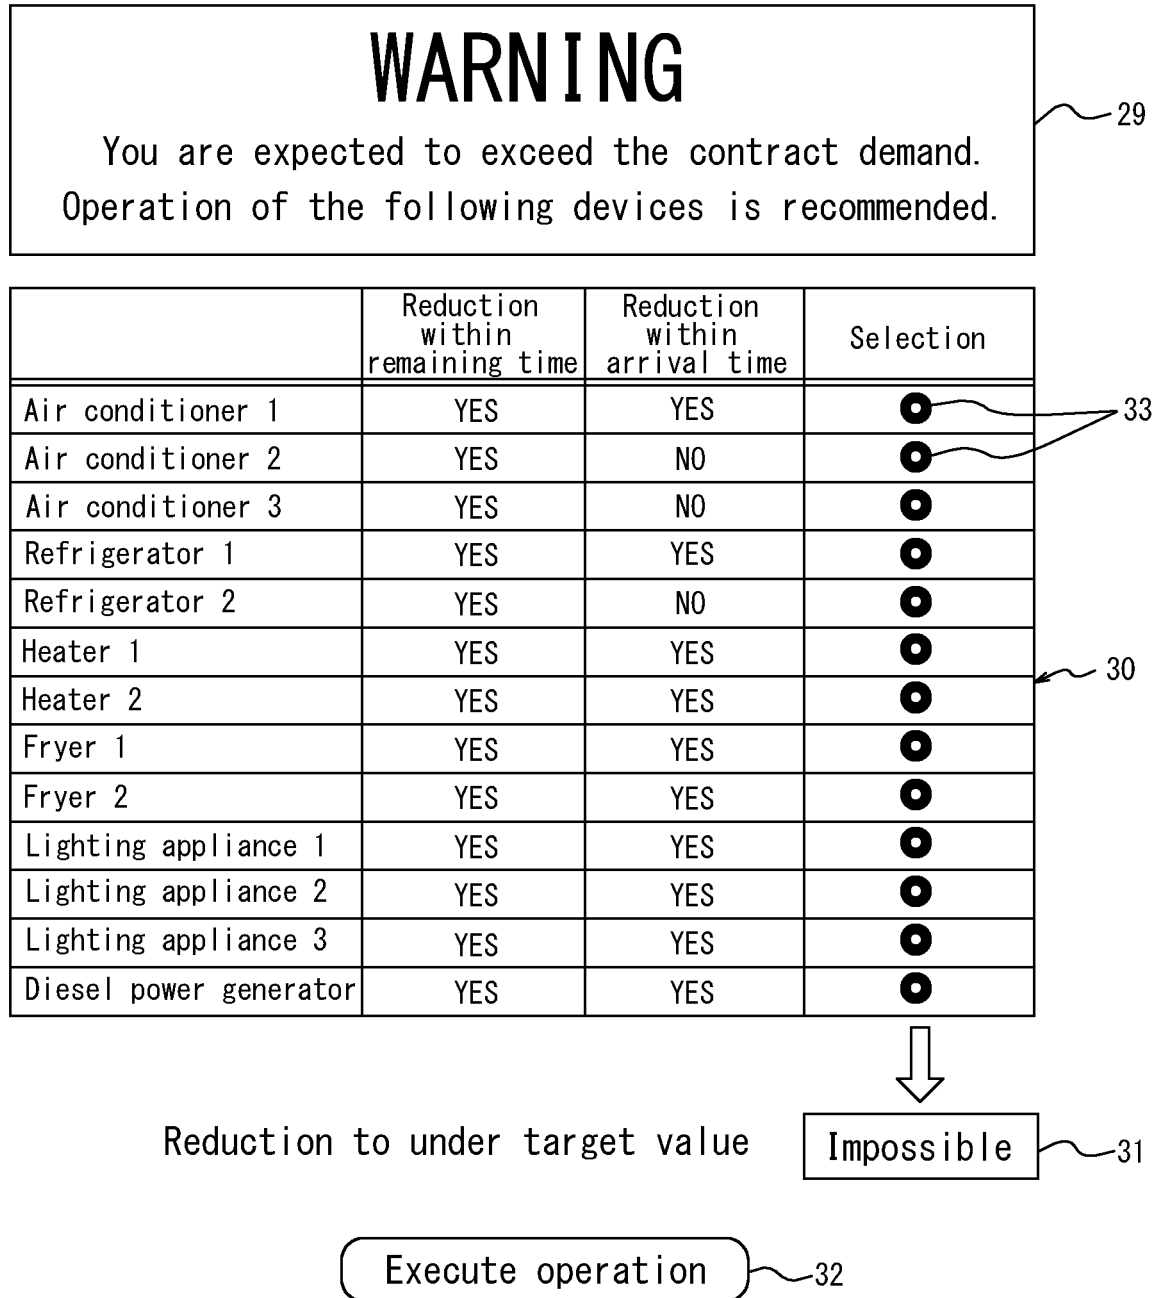 WARNING
You are expected to exceed the contract demand.
Operation of the following devices is recommended.
29
Reduction within remaining time Reduction within arrival time Selection
Air conditioner 1 YES YES
33
Air conditioner 2 YES NO
Air conditioner 3 YES NO
Refrigerator 1 YES YES
Refrigerator 2 YES NO
Heater 1 YES YES
30
Heater 2 YES YES
Fryer 1 YES YES
Fryer 2 YES YES
Lighting appliance 1 YES YES
Lighting appliance 2 YES YES
Lighting appliance 3 YES YES
Diesel power generator YES YES
Reduction to under target value Impossible 31
Execute operation 32